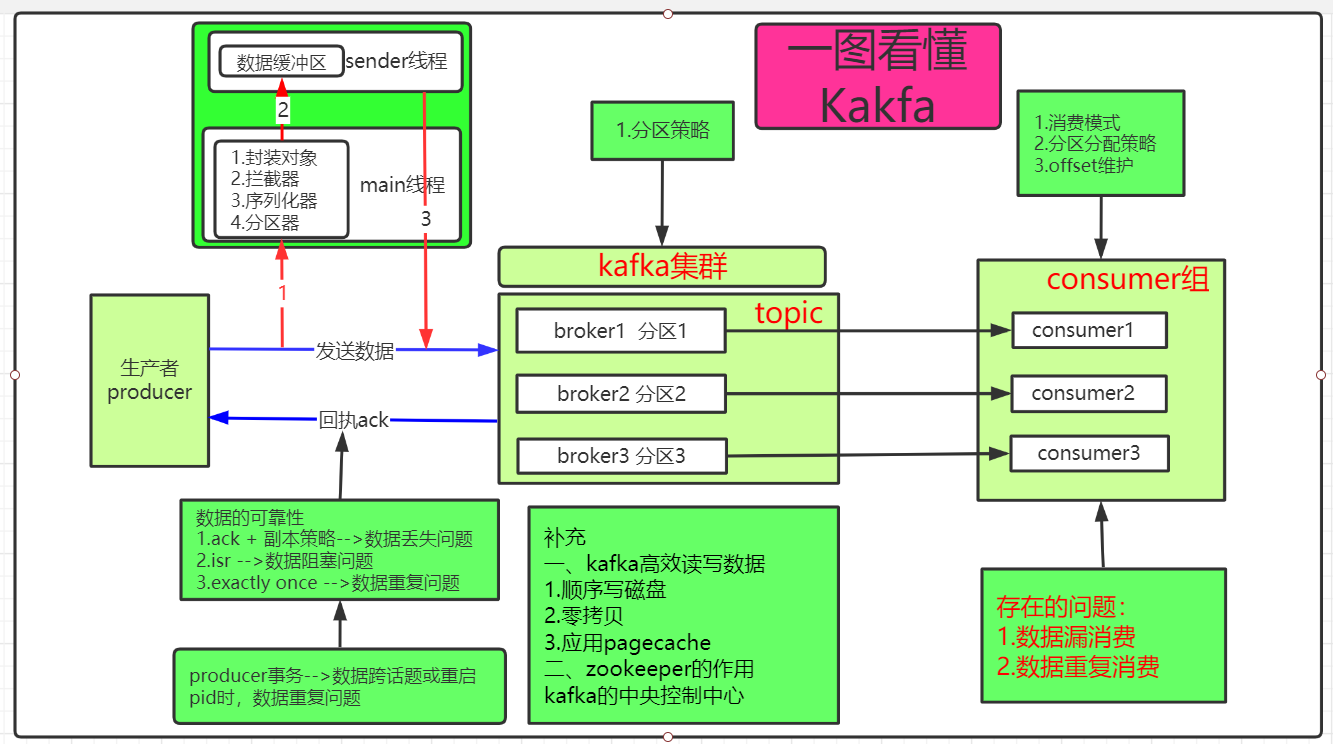 一图看懂
Kakfa
数据缓冲区
sender线程
2
1.封装对象
2.拦截器
3.序列化器
4.分区器
main线程
3
1
1.分区策略
1.消费模式
2.分区分配策略
3.offset维护
kafka集群
topic
broker1 分区1
broker2 分区2
broker3 分区3
consumer组
consumer1
consumer2
consumer3
生产者
producer
发送数据
回执ack
数据的可靠性
1.ack + 副本策略-->数据丢失问题
2.isr -->数据阻塞问题
3.exactly once -->数据重复问题
producer事务-->数据跨话题或重启
pid时，数据重复问题
补充
一、kafka高效读写数据
1.顺序写磁盘
2.零拷贝
3.应用pagecache
二、zookeeper的作用
kafka的中央控制中心
存在的问题：
1.数据漏消费
2.数据重复消费